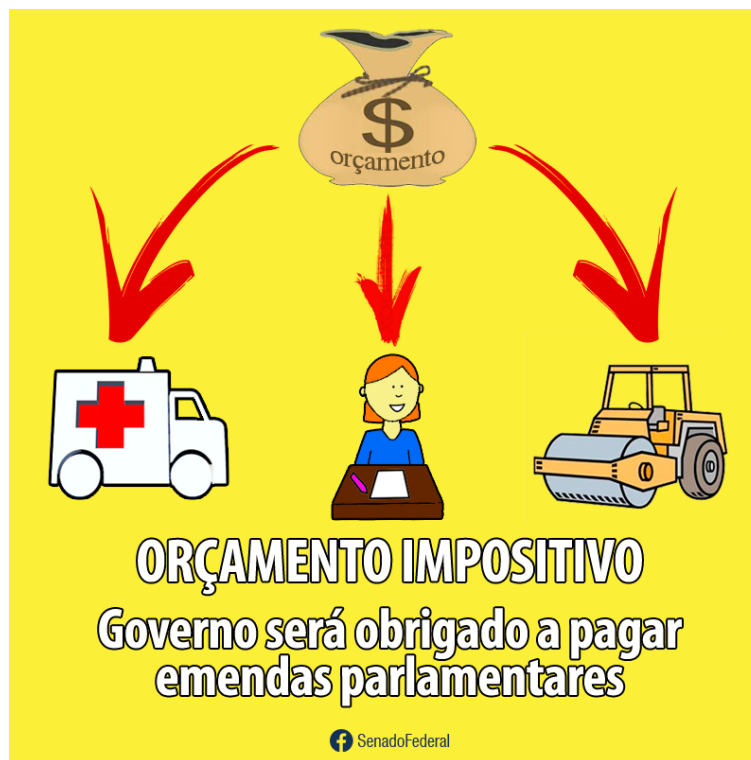 $
orçamento
ORÇAMENTO IMPOSITIVO
Governo será obrigado a pagar
emendas parlamentares
SenadoFederal